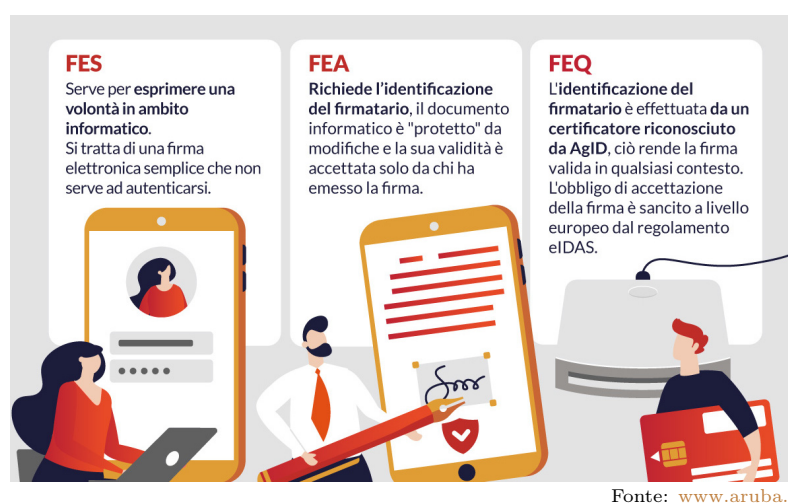 FES
Serve per esprimere una
volontà in ambito
informatico.
Si tratta di una firma
elettronica semplice che non
serve ad autenticarsi.
FEA
Richiede l'identificazione
del firmatario, il documento
informatico è "protetto" da
modifiche e la sua validità è
accettata solo da chi ha
emesso la firma.
FEQ
L'identificazione del
firmatario è effettuata da un
certificatore riconosciuto
da AgID, ciò rende la firma
valida in qualsiasi contesto.
L'obbligo di accettazione
della firma è sancito a livello
europeo dal regolamento
eIDAS.
Fonte: www.aruba.